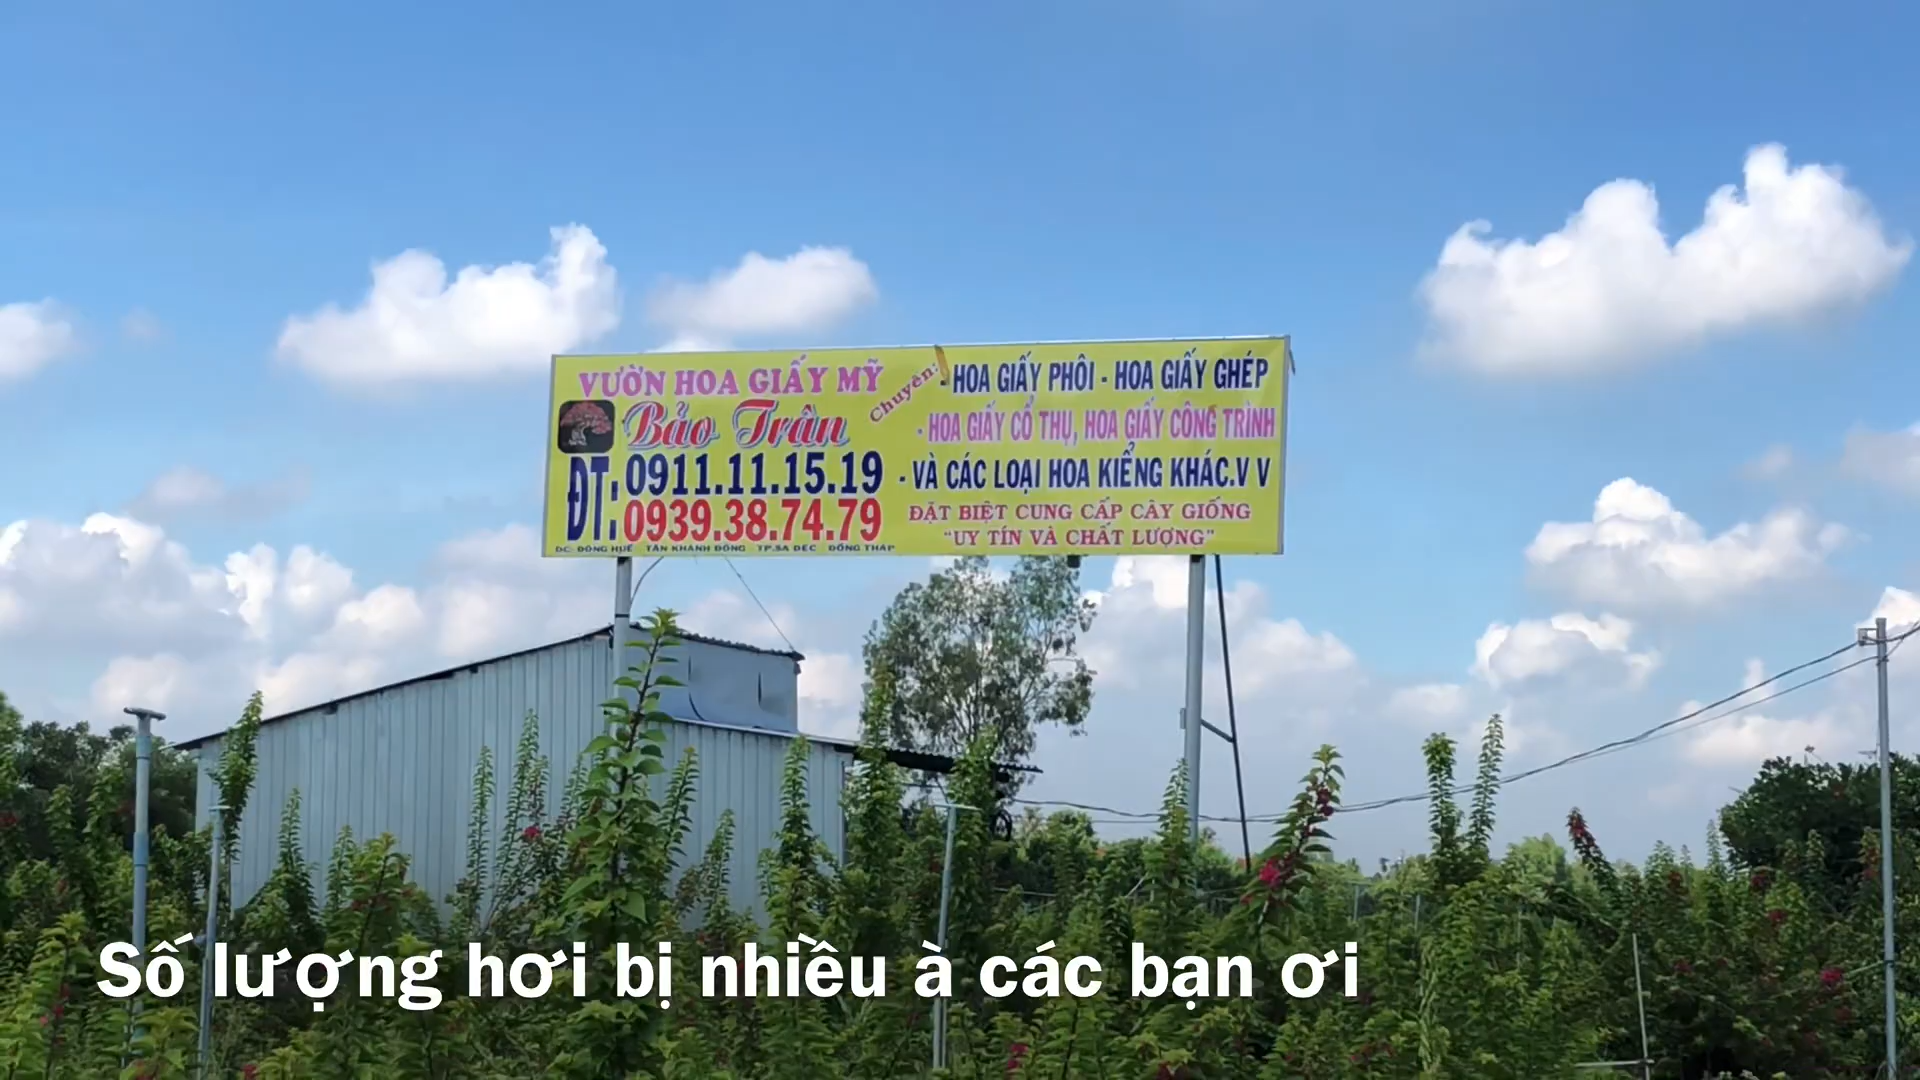 VƯỜN HOA GIẤY MỸ
Bảo Trân
ĐT: 0911.11.15.19
0939.38.74.79
ĐC: ĐÔNG HUẾ TÂN KHÁNH ĐÔNG TP.SA ĐÉC ĐỒNG THÁP
Chuyên:
- HOA GIẤY PHÔI - HOA GIẤY GHÉP
- HOA GIẤY CỔ THỤ, HOA GIẤY CÔNG TRÌNH
- VÀ CÁC LOẠI HOA KIỂNG KHÁC.V V
ĐẶT BIỆT CUNG CẤP CÂY GIỐNG
"UY TÍN VÀ CHẤT LƯỢNG"
Số lượng hơi bị nhiều à các bạn ơi